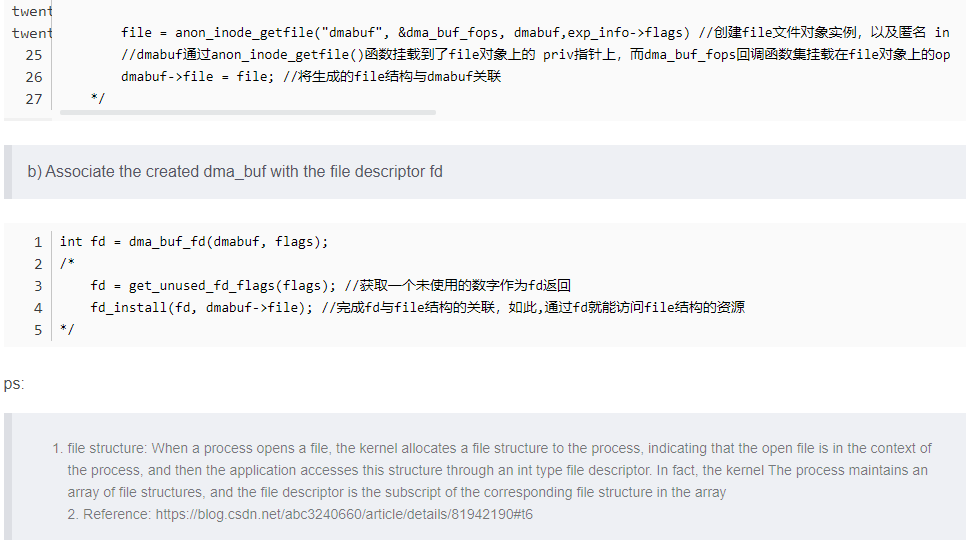 twent
twent file = anon_inode_getfile("dmabuf", &dma_buf_fops, dmabuf,exp_info->flags) //创建file文件对象实例，以及匿名 in
25 //dmabuf通过anon_inode_getfile()函数挂载到了file对象上的 priv指针上，而dma_buf_fops回调函数集挂载在file对象上的op
26 dmabuf->file = file; //将生成的file结构与dmabuf关联
27 */
b) Associate the created dma_buf with the file descriptor fd
1 int fd = dma_buf_fd(dmabuf, flags);
2 /*
3 fd = get_unused_fd_flags(flags); //获取一个未使用的数字作为fd返回
4 fd_install(fd, dmabuf->file); //完成fd与file结构的关联，如此,通过fd就能访问file结构的资源
5 */
ps:
1. file structure: When a process opens a file, the kernel allocates a file structure to the process, indicating that the open file is in the context of
the process, and then the application accesses this structure through an int type file descriptor. In fact, the kernel The process maintains an
array of file structures, and the file descriptor is the subscript of the corresponding file structure in the array
2. Reference: https://blog.csdn.net/abc3240660/article/details/81942190#t6